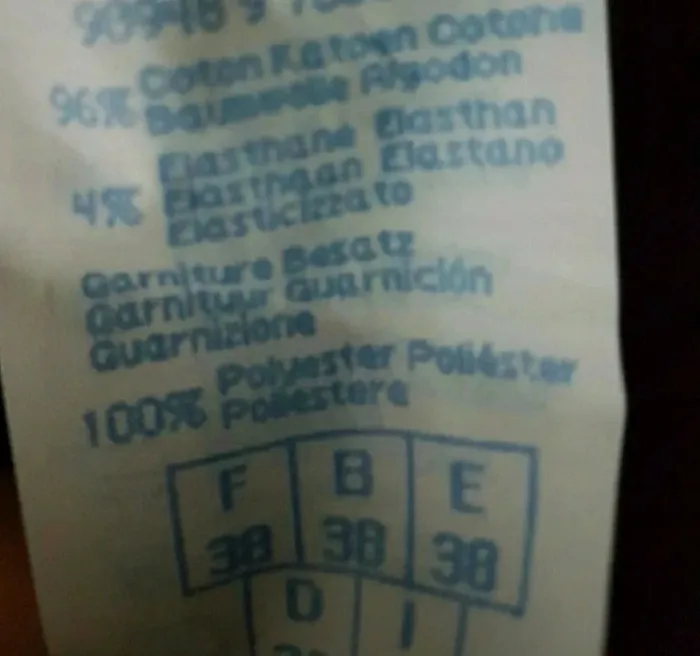 96% Coton Katoen Cotone
Baumwolle Algodon
Elasthane Elasthan
4% Elasthaan Elastano
Elasticizzato
Garniture Besatz
Garnituur Guarnición
Guarnizione
100% Polyester Poliéster
Poliestere
F B E
38 38 38
D I